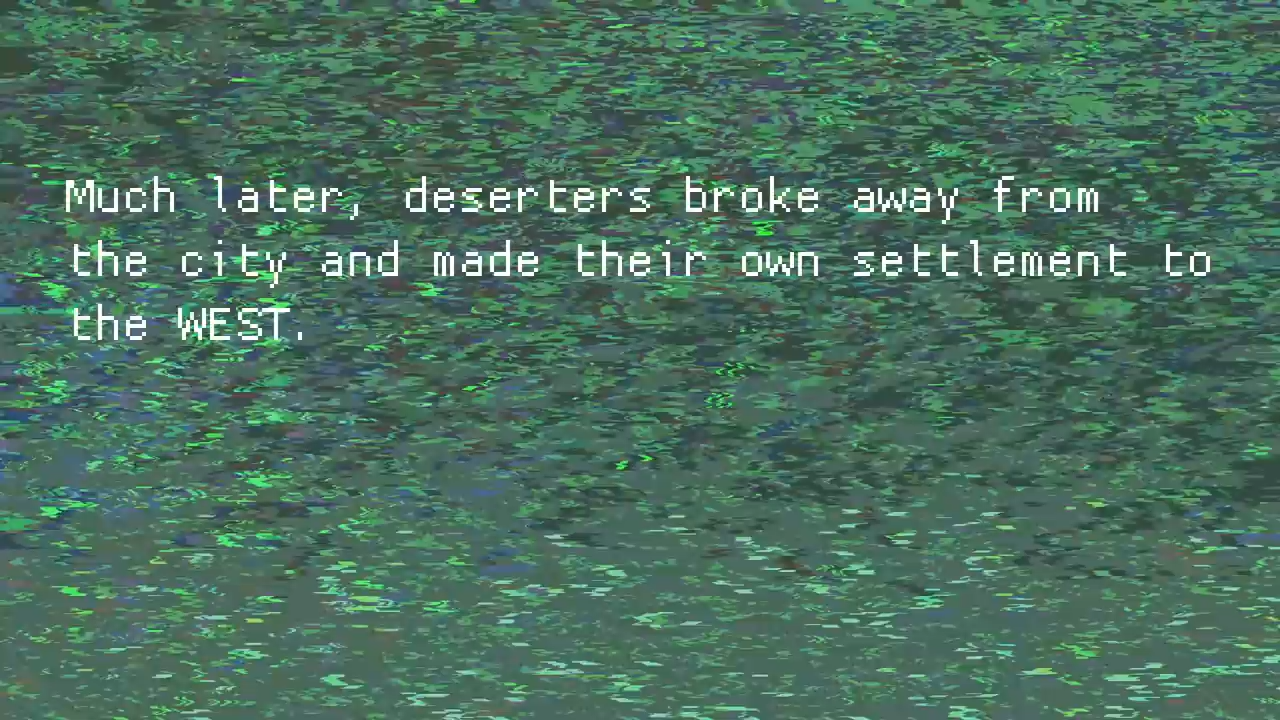 Much later, deserters broke away from
the city and made their own settlement to
the WEST.